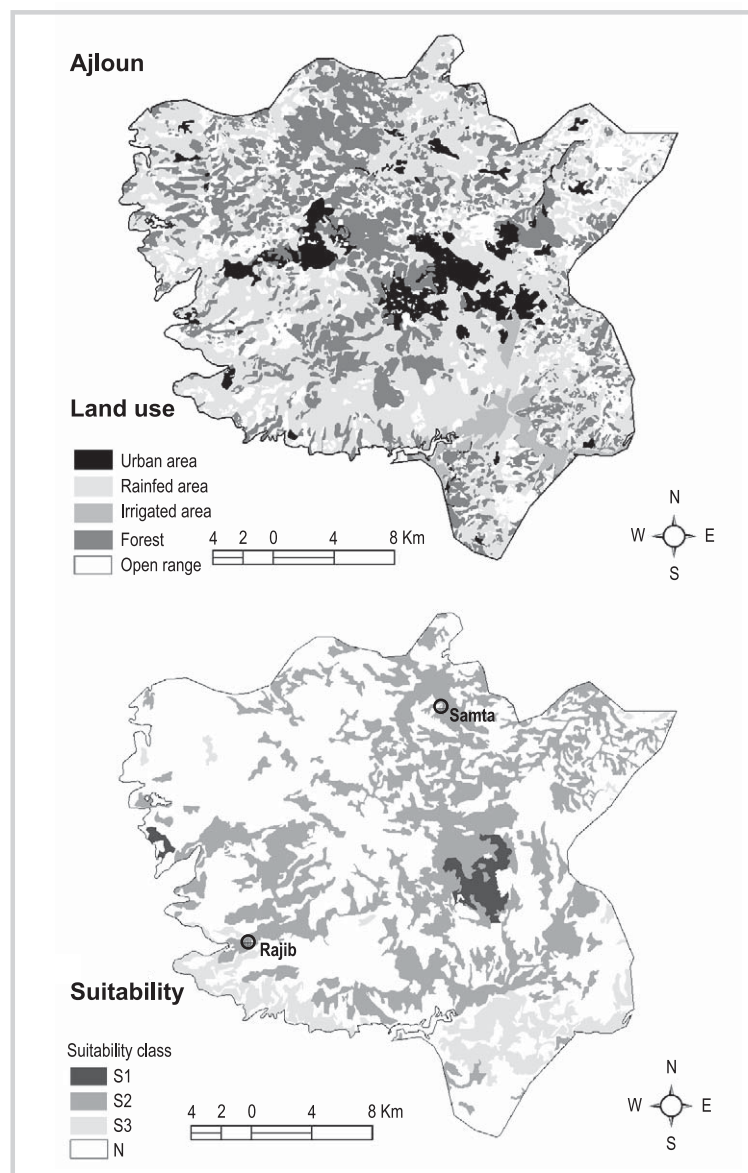 Ajloun
Land use
Urban area
Rainfed area
Irrigated area
Forest
Open range
4 2 0 4 8 Km
N
W E
S
Samta
Rajib
Suitability
Suitability class
S1
S2
S3
N
4 2 0 4 8 Km
N
W E
S